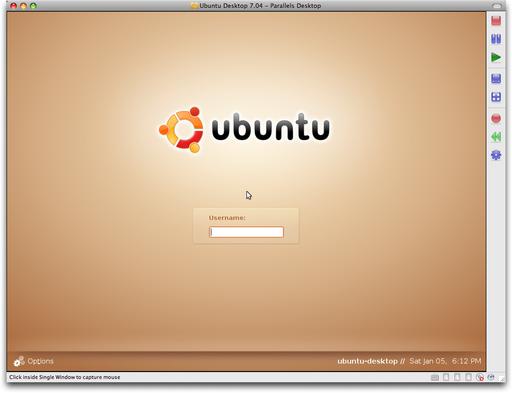 Ubuntu Desktop 7.04 – Parallels Desktop
ubuntu
Username:
Options
ubuntu-desktop // Sat Jan 05, 6:12 PM
Click inside Single Window to capture mouse